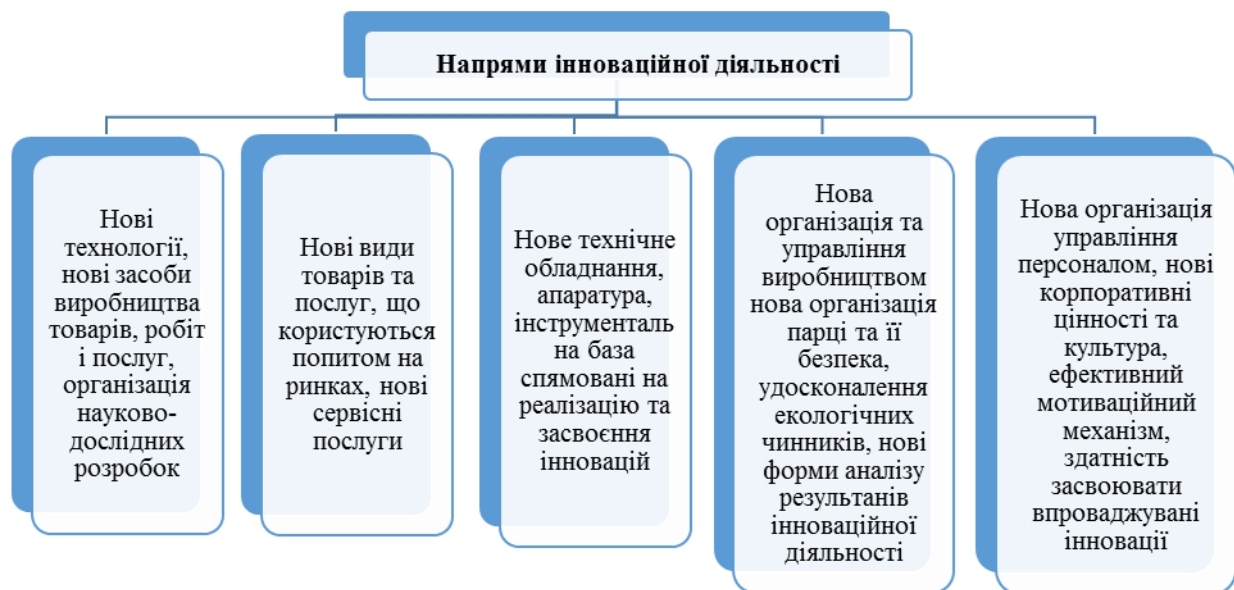 Напрями інноваційної діяльності
Нові
технології,
нові засоби
виробництва
товарів, робіт
і послуг,
організація
науково-
дослідних
розробок
Нові види
товарів та
послуг, що
користуються
попитом на
ринках, нові
сервісні
послуги
Нове технічне
обладнання,
апаратура,
інструменталь
на база
спямовані на
реалізацію та
засвоєння
інновацій
Нова
організація та
управління
виробництвом
нова організація
парці та її
безпека,
удосконалення
екологічних
чинників, нові
форми аналізу
результанів
інноваційної
діяльності
Нова організація
управління
персоналом, нові
корпоративні
цінності та
культура,
ефективний
мотиваційний
механізм,
здатність
засвоювати
впроваджувані
інновації